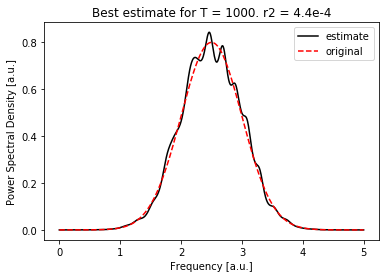 Best estimate for T = 1000. r2 = 4.4e-4
estimate
original
Power Spectral Density [a.u.]
0.8
0.6
0.4
0.2
0.0
0 1 2 3 4 5
Frequency [a.u.]